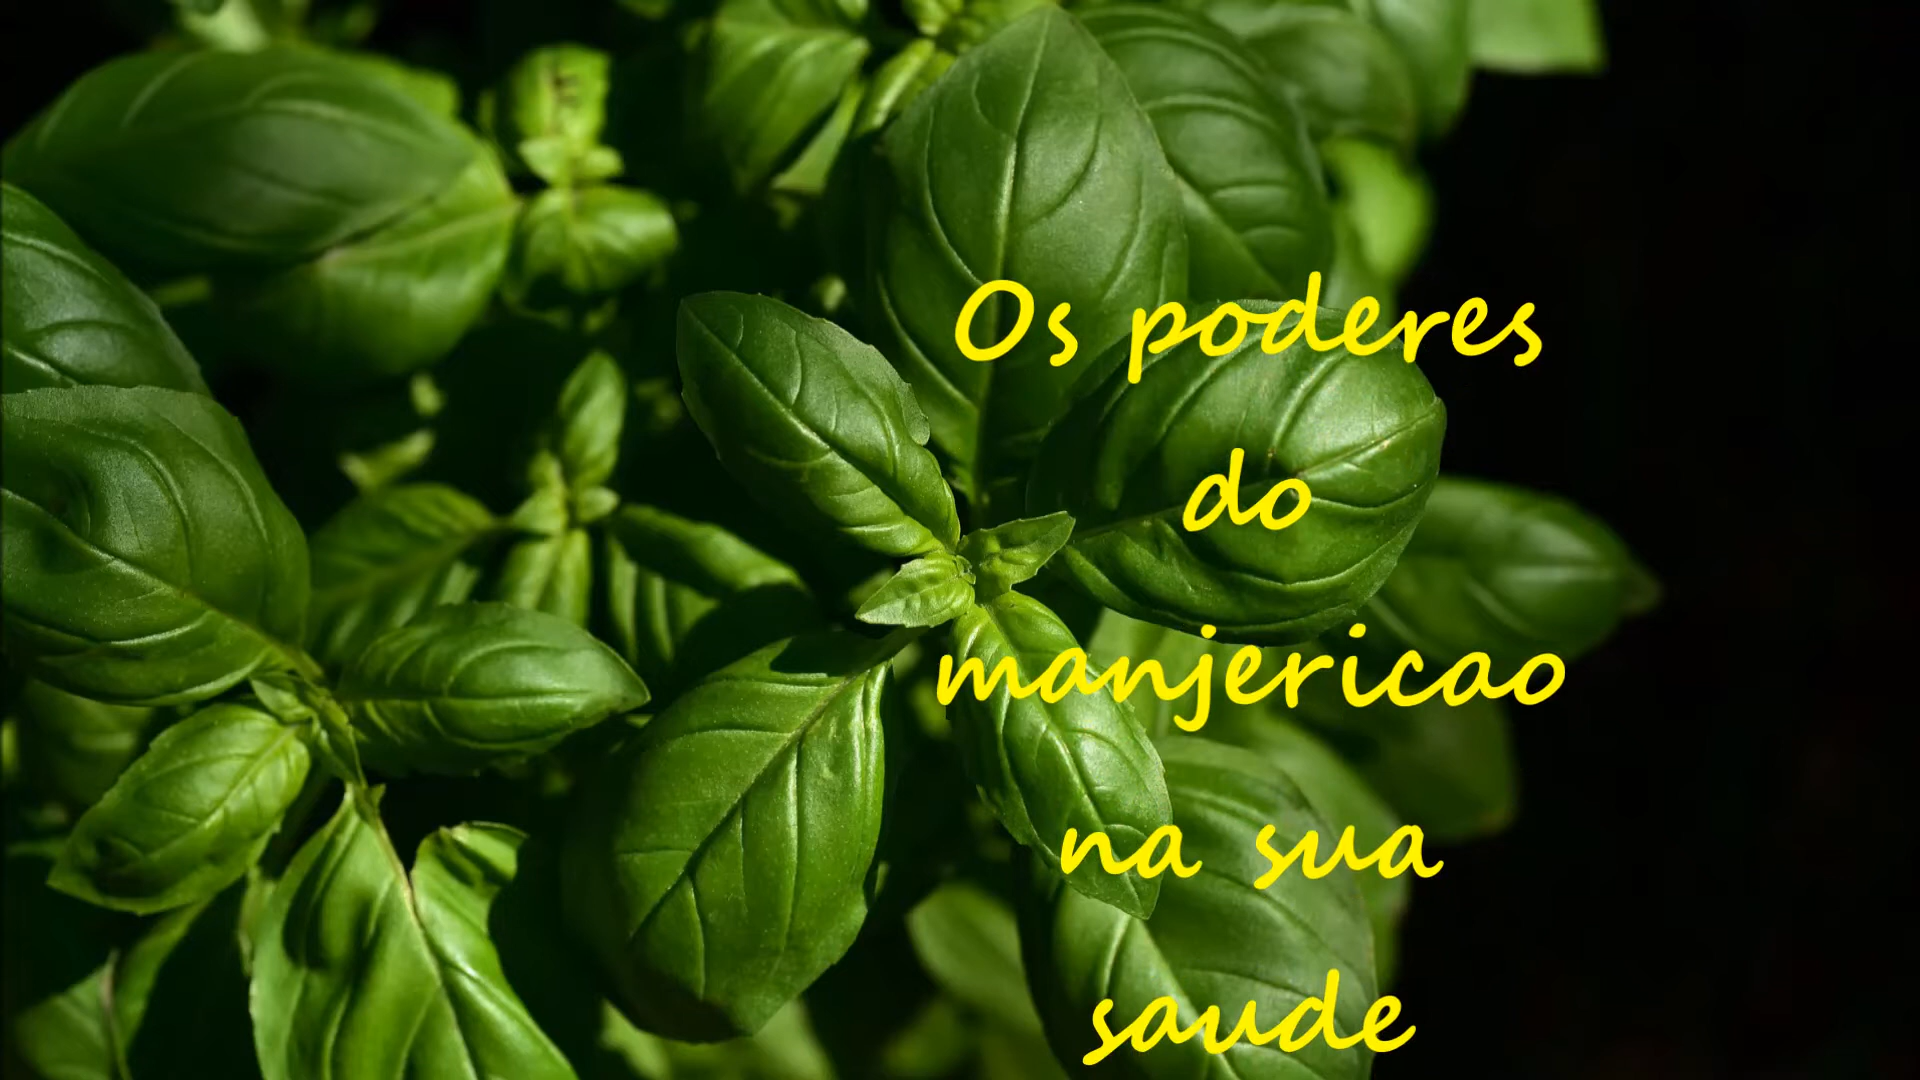 Os poderes
do
manjericao
na sua
saude